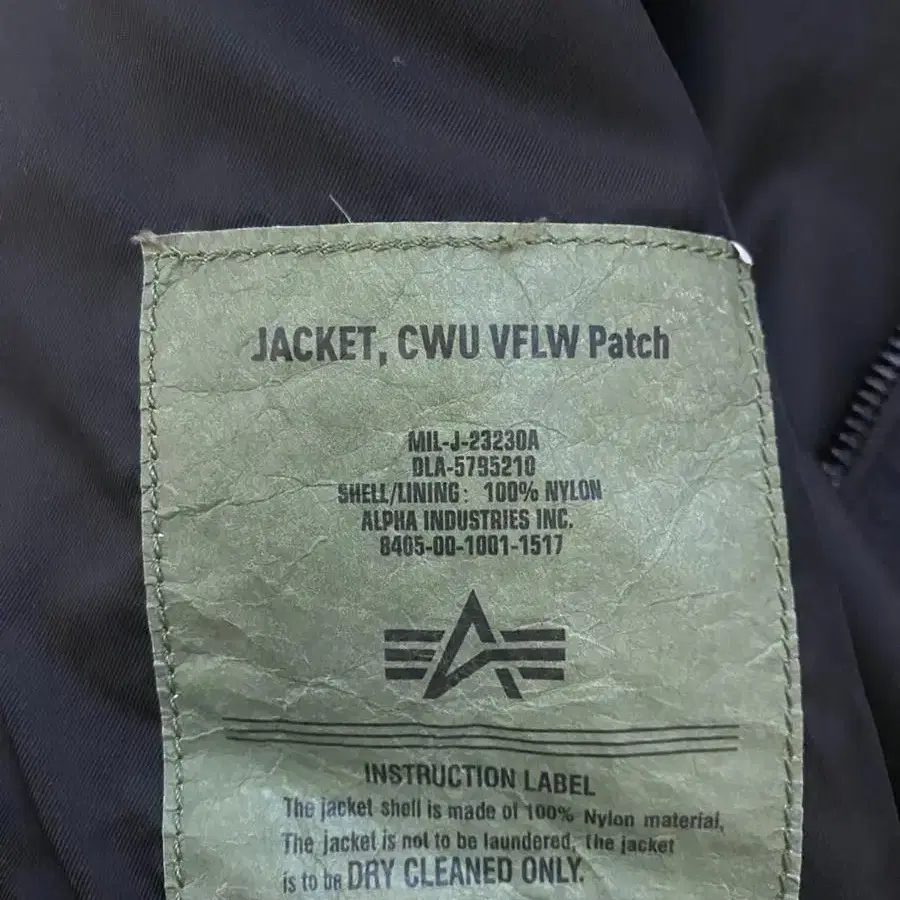 JACKET, CWU VFLW Patch
MIL-J-23230A
DLA-5795210
SHELL/LINING: 100% NYLON
ALPHA INDUSTRIES INC.
8405-00-1001-1517
INSTRUCTION LABEL
The jacket shell is made of 100% Nylon material,
The jacket is not to be laundered, the jacket
is to be DRY CLEANED ONLY.